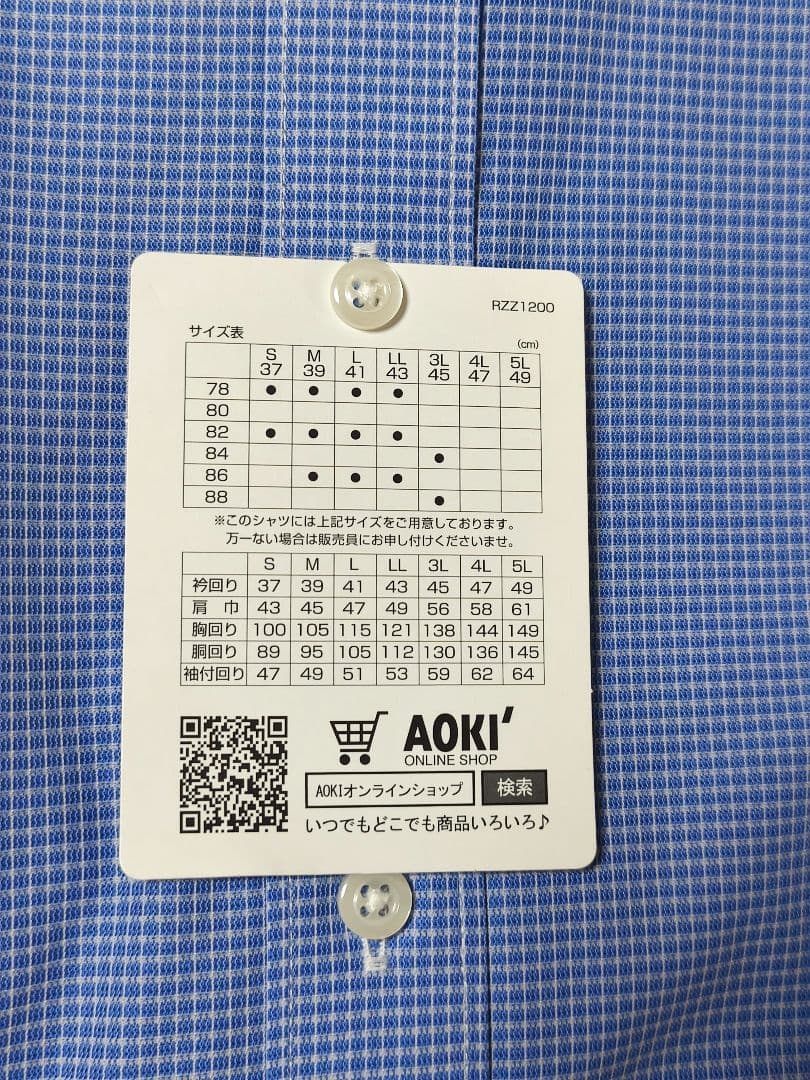 RZZ1200
サイズ表
(cm)
S M L LL 3L 4L 5L
37 39 41 43 45 47 49
78 ● ● ● ●
80
82 ● ● ● ●
84 ●
86 ● ● ●
88 ●
※このシャツには上記サイズをご用意しております。
万一ない場合は販売員にお申し付けくださいませ。
S M L LL 3L 4L 5L
衿回り 37 39 41 43 45 47 49
肩 巾 43 45 47 49 56 58 61
胸回り 100 105 115 121 138 144 149
胴回り 89 95 105 112 130 136 145
袖付回り 47 49 51 53 59 62 64
AOKI'
ONLINE SHOP
AOKIオンラインショップ 検索
いつでもどこでも商品いろいろ♪